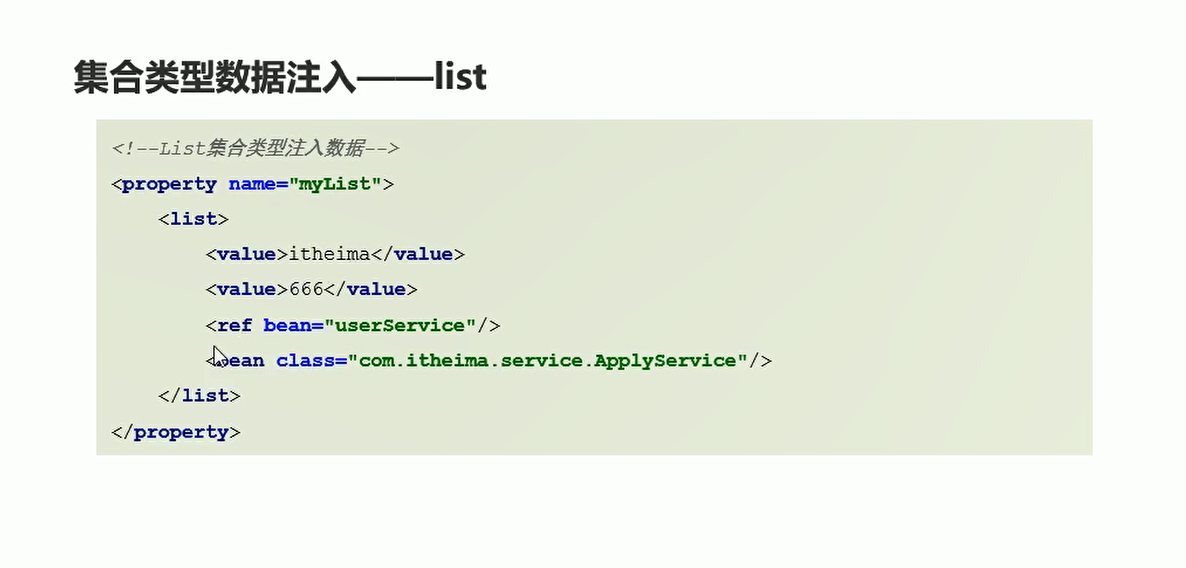 集合类型数据注入——list
<!--List集合类型注入数据-->
<property name="myList">
<list>
<value>itheima</value>
<value>666</value>
<ref bean="userService"/>
<bean class="com.itheima.service.ApplyService"/>
</list>
</property>